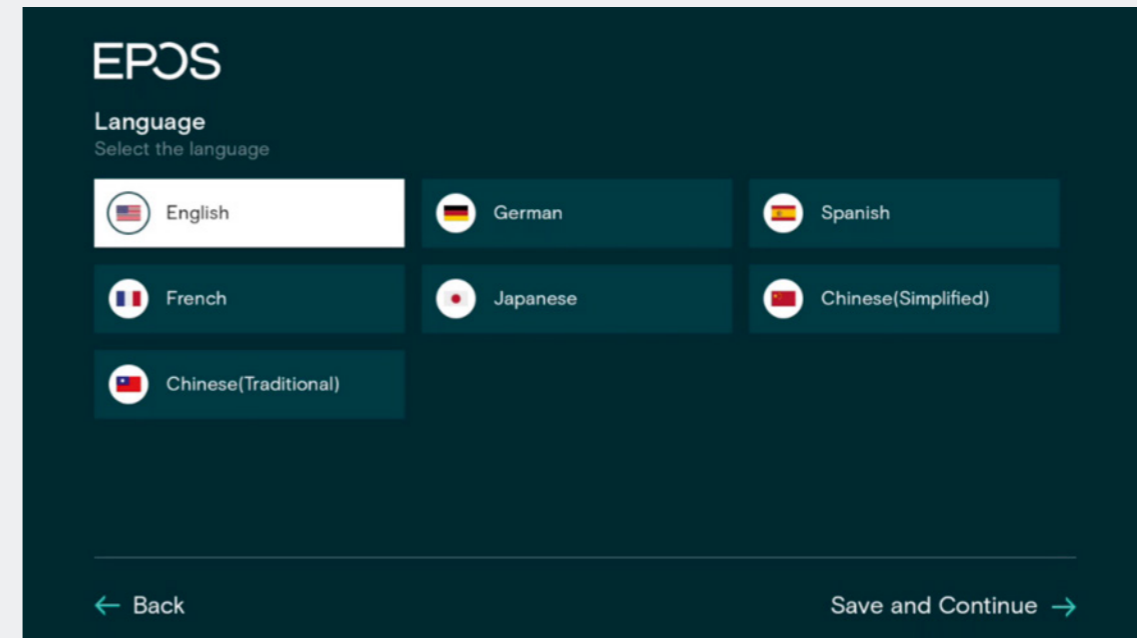 EPOS
Language
Select the language
English
German
Spanish
French
Japanese
Chinese(Simplified)
Chinese(Traditional)
Back
Save and Continue